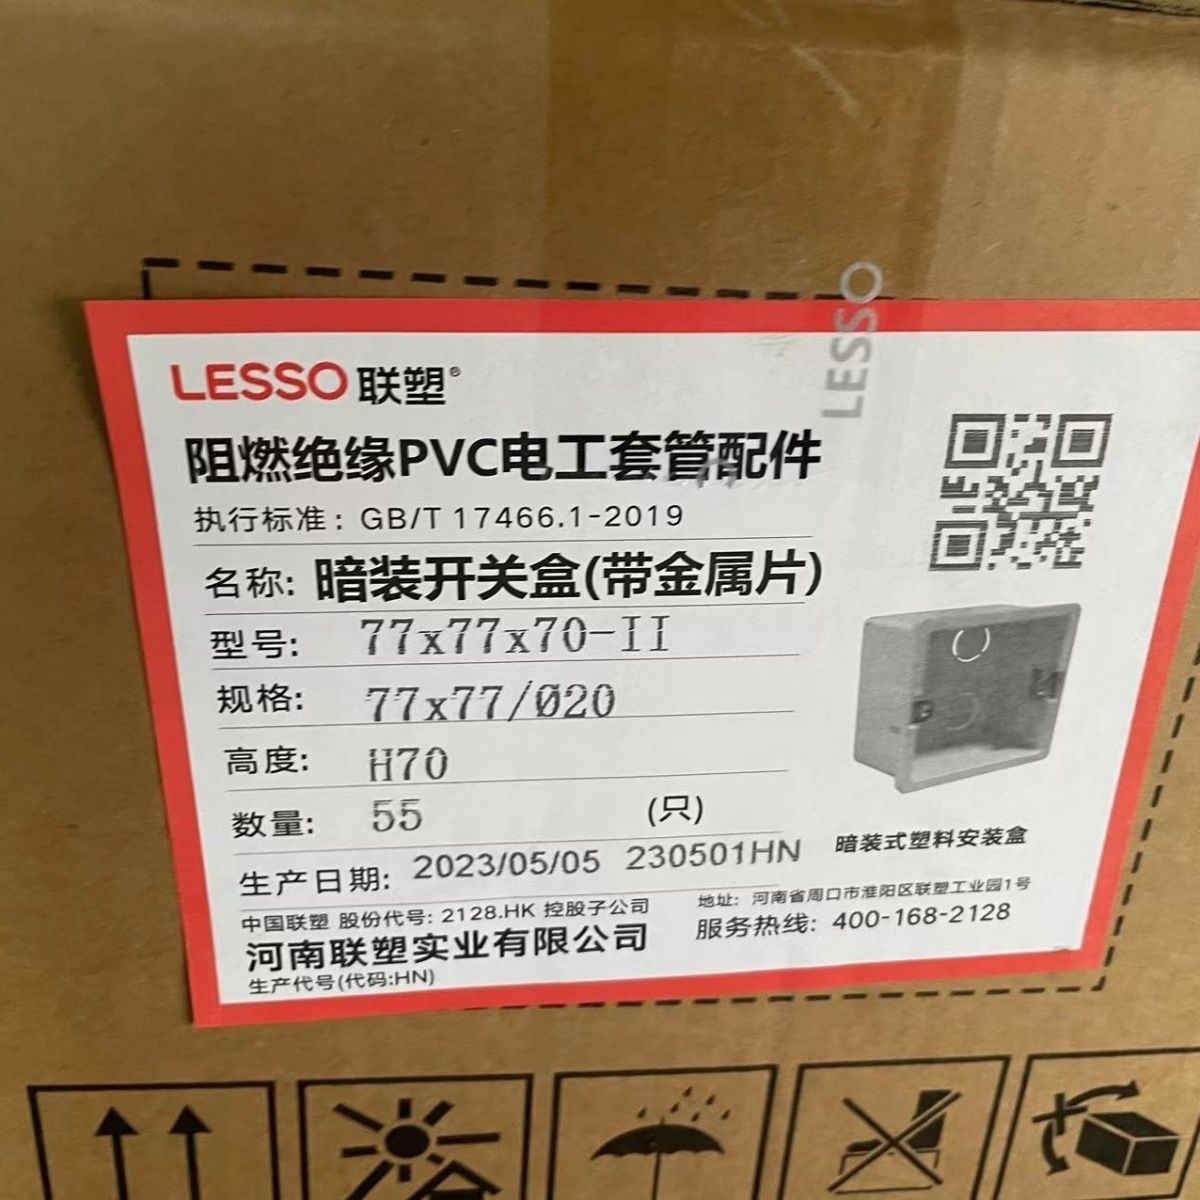 LESSO
LESSO 联塑®
阻燃绝缘PVC电工套管配件
执行标准: GB/T 17466.1-2019
名称: 暗装开关盒(带金属片)
型号: 77x77x70-II
规格: 77x77/Ø20
高度: H70
数量: 55 (只)
生产日期: 2023/05/05 230501HN
暗装式塑料安装盒
中国联塑 股份代号: 2128.HK 控股子公司
河南联塑实业有限公司
生产代号(代码:HN)
地址: 河南省周口市淮阳区联塑工业园1号
服务热线: 400-168-2128